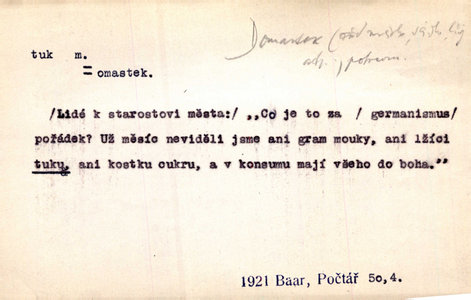 tuk   m.
= omastek.
/Lidé k starostovi města:/ „Co je to za / germanismus/
pořádek? Už měsíc neviděli jsme ani gram mouky, ani lžíci
tuku, ani kostku cukru, a v konsumu mají všeho do boha.”
1921 Baar, Počtář 50,4.